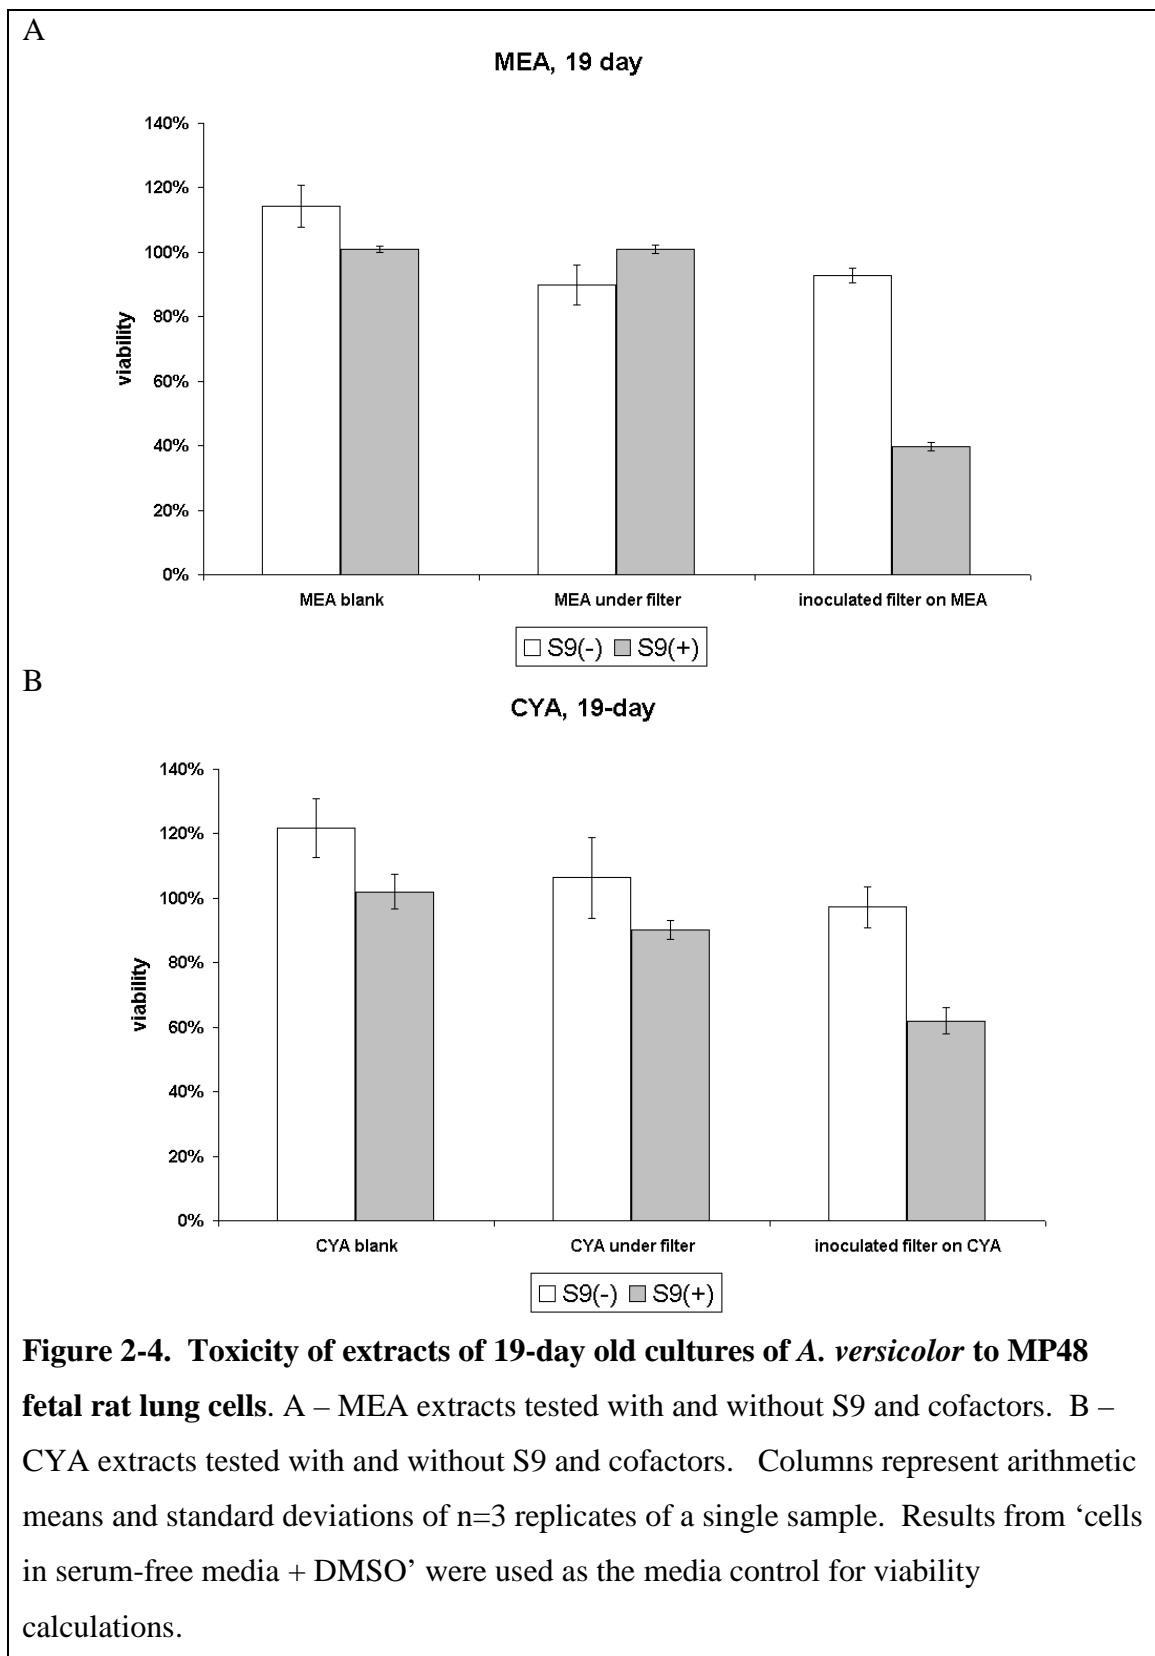 A
MEA, 19 day
140%
120%
100%
80%
60%
40%
20%
0%
viability
MEA blank
MEA under filter
inoculated filter on MEA
S9(-) S9(+)
B
CYA, 19-day
140%
120%
100%
80%
60%
40%
20%
0%
viability
CYA blank
CYA under filter
inoculated filter on CYA
S9(-) S9(+)
Figure 2-4. Toxicity of extracts of 19-day old cultures of A. versicolor to MP48
fetal rat lung cells. A – MEA extracts tested with and without S9 and cofactors. B –
CYA extracts tested with and without S9 and cofactors. Columns represent arithmetic
means and standard deviations of n=3 replicates of a single sample. Results from ‘cells
in serum-free media + DMSO’ were used as the media control for viability
calculations.